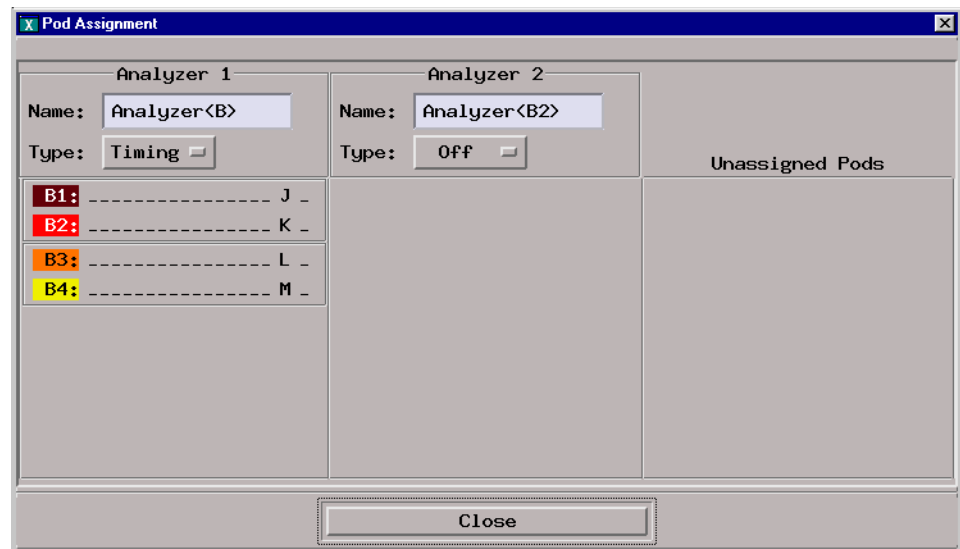 Pod Assignment
Analyzer 1
Name: Analyzer<B>
Type: Timing
Analyzer 2
Name: Analyzer<B2>
Type: Off
Unassigned Pods
B1: _ _ _ _ _ _ _ _ _ _ _ _ _ _ _ _ J _
B2: _ _ _ _ _ _ _ _ _ _ _ _ _ _ _ _ K _
B3: _ _ _ _ _ _ _ _ _ _ _ _ _ _ _ _ L _
B4: _ _ _ _ _ _ _ _ _ _ _ _ _ _ _ _ M _
Close